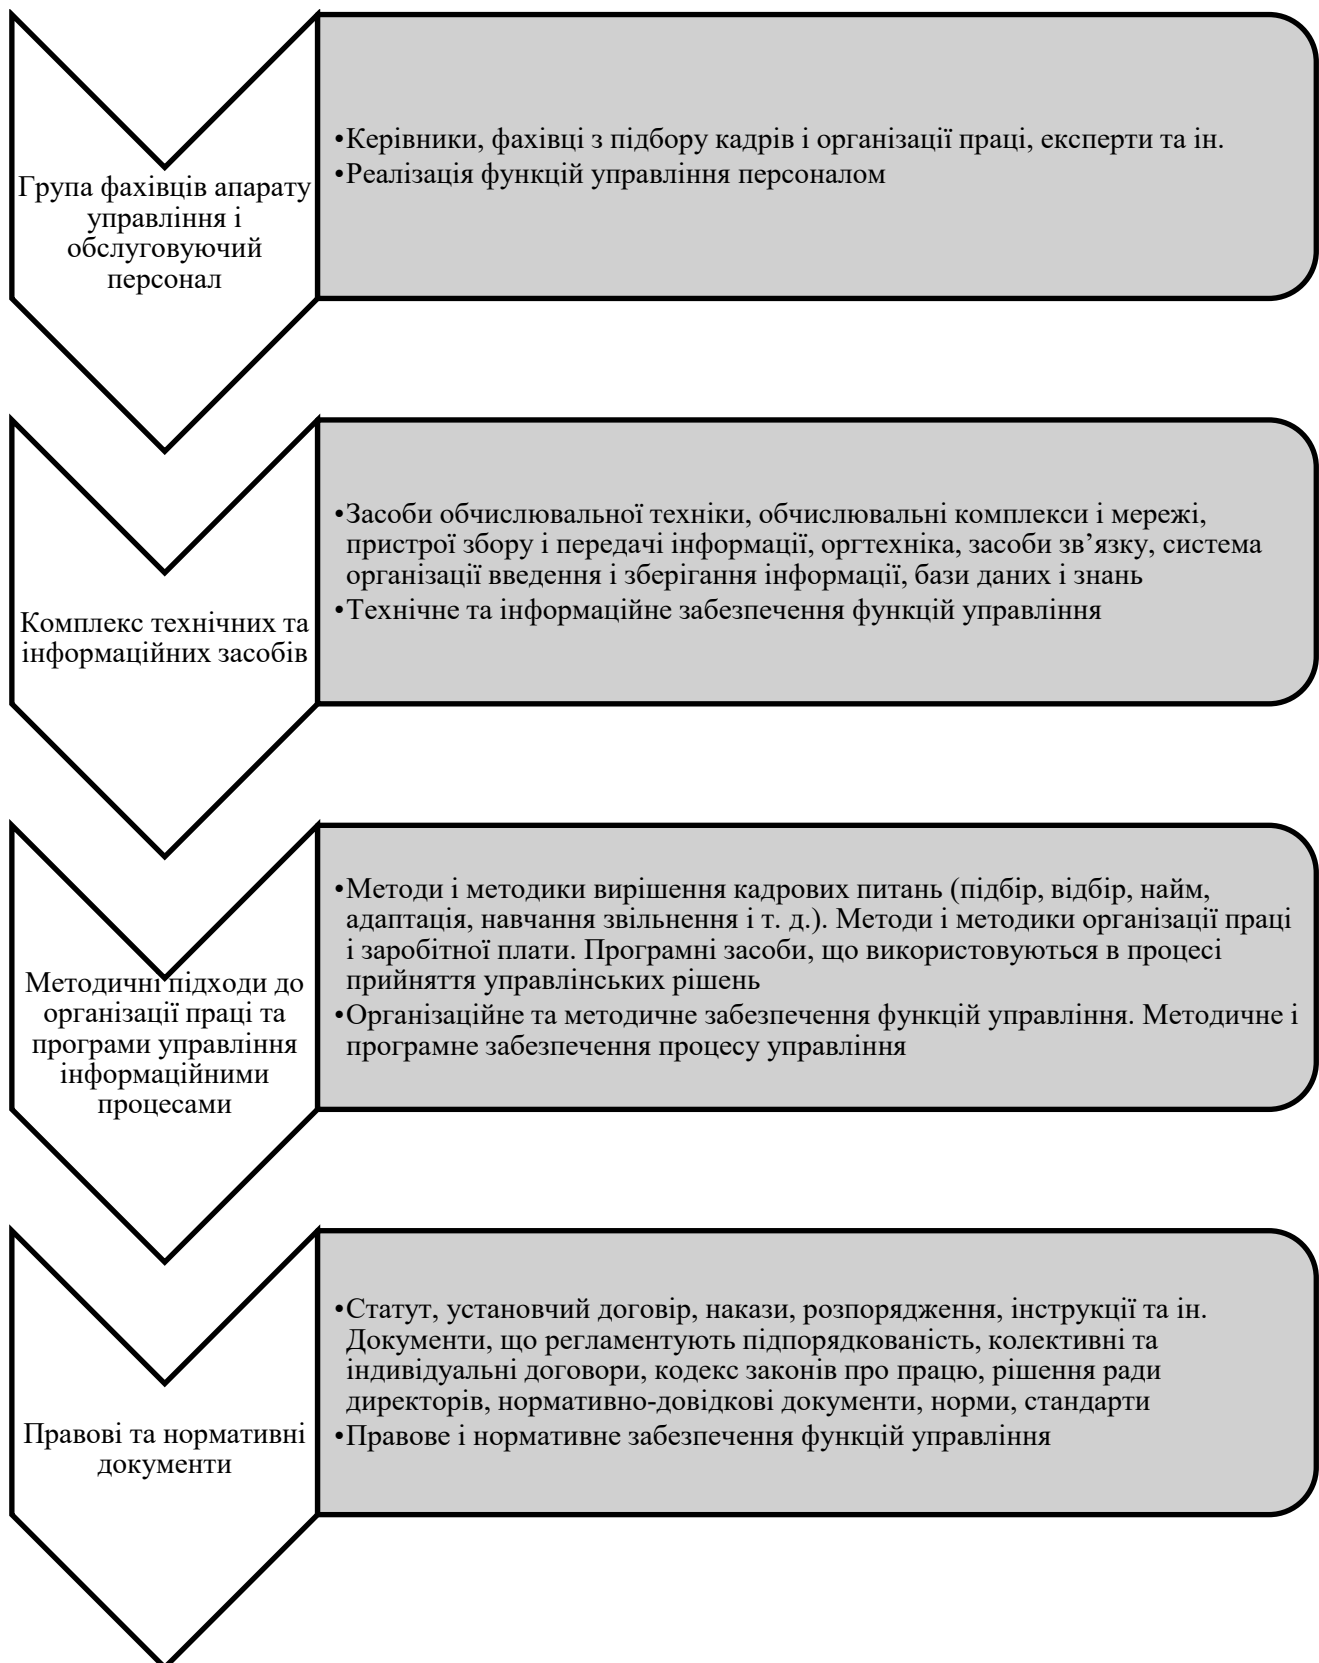 Група фахівців апарату
управління і
обслуговуючий
персонал
•Керівники, фахівці з підбору кадрів і організації праці, експерти та ін.
•Реалізація функцій управління персоналом
Комплекс технічних та
інформаційних засобів
•Засоби обчислювальної техніки, обчислювальні комплекси і мережі,
пристрої збору і передачі інформації, оргтехніка, засоби зв’язку, система
організації введення і зберігання інформації, бази даних і знань
•Технічне та інформаційне забезпечення функцій управління
Методичні підходи до
організації праці та
програми управління
інформаційними
процесами
•Методи і методики вирішення кадрових питань (підбір, відбір, найм,
адаптація, навчання звільнення і т. д.). Методи і методики організації праці
і заробітної плати. Програмні засоби, що використовуються в процесі
прийняття управлінських рішень
•Організаційне та методичне забезпечення функцій управління. Методичне і
програмне забезпечення процесу управління
Правові та нормативні
документи
•Статут, установчий договір, накази, розпорядження, інструкції та ін.
Документи, що регламентують підпорядкованість, колективні та
індивідуальні договори, кодекс законів про працю, рішення ради
директорів, нормативно-довідкові документи, норми, стандарти
•Правове і нормативне забезпечення функцій управління